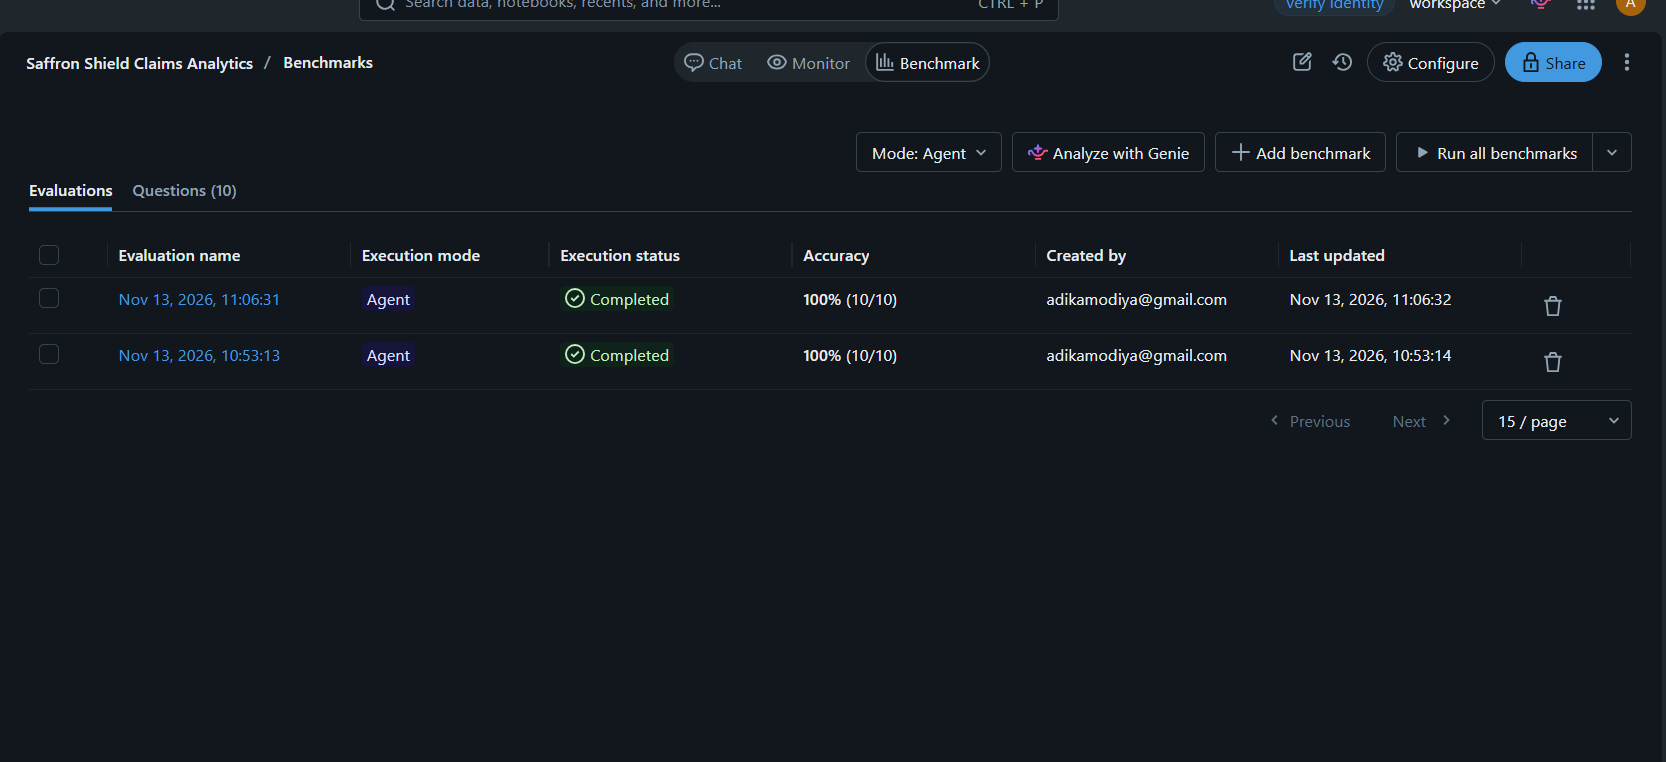 Search data, notebooks, recents, and more...
CTRL + P
Verify Identity
workspace
A
Saffron Shield Claims Analytics / Benchmarks
Chat
Monitor
Benchmark
Configure
Share
Mode: Agent
Analyze with Genie
Add benchmark
Run all benchmarks
Evaluations
Questions (10)
Evaluation name Execution mode Execution status Accuracy Created by Last updated
Nov 13, 2026, 11:06:31 Agent Completed 100% (10/10) adikamodiya@gmail.com Nov 13, 2026, 11:06:32
Nov 13, 2026, 10:53:13 Agent Completed 100% (10/10) adikamodiya@gmail.com Nov 13, 2026, 10:53:14
Previous
Next
15 / page